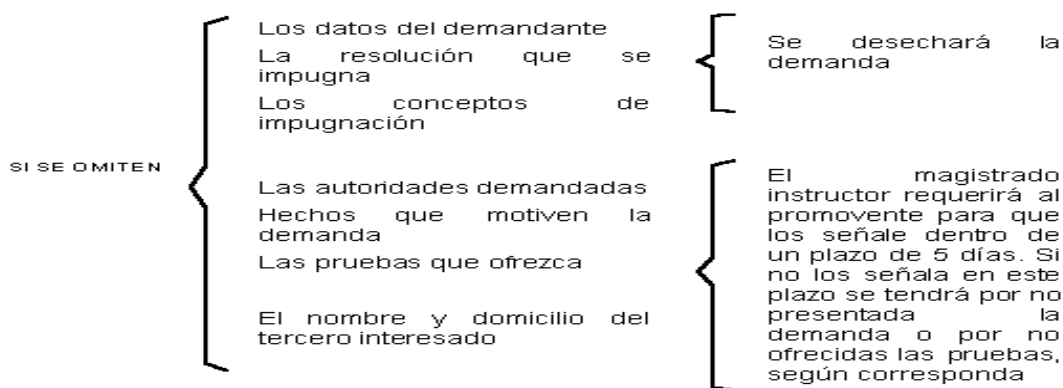 SI SE OMITEN
Los datos del demandante
La resolución que se
impugna
Los conceptos de
impugnación
Las autoridades demandadas
Hechos que motiven la
demanda
Las pruebas que ofrezca
El nombre y domicilio del
tercero interesado
Se desechará la
demanda
El magistrado
instructor requerirá al
promovente para que
los señale dentro de
un plazo de 5 días. Si
no los señala en este
plazo se tendrá por no
presentada la
demanda o por no
ofrecidas las pruebas,
según corresponda